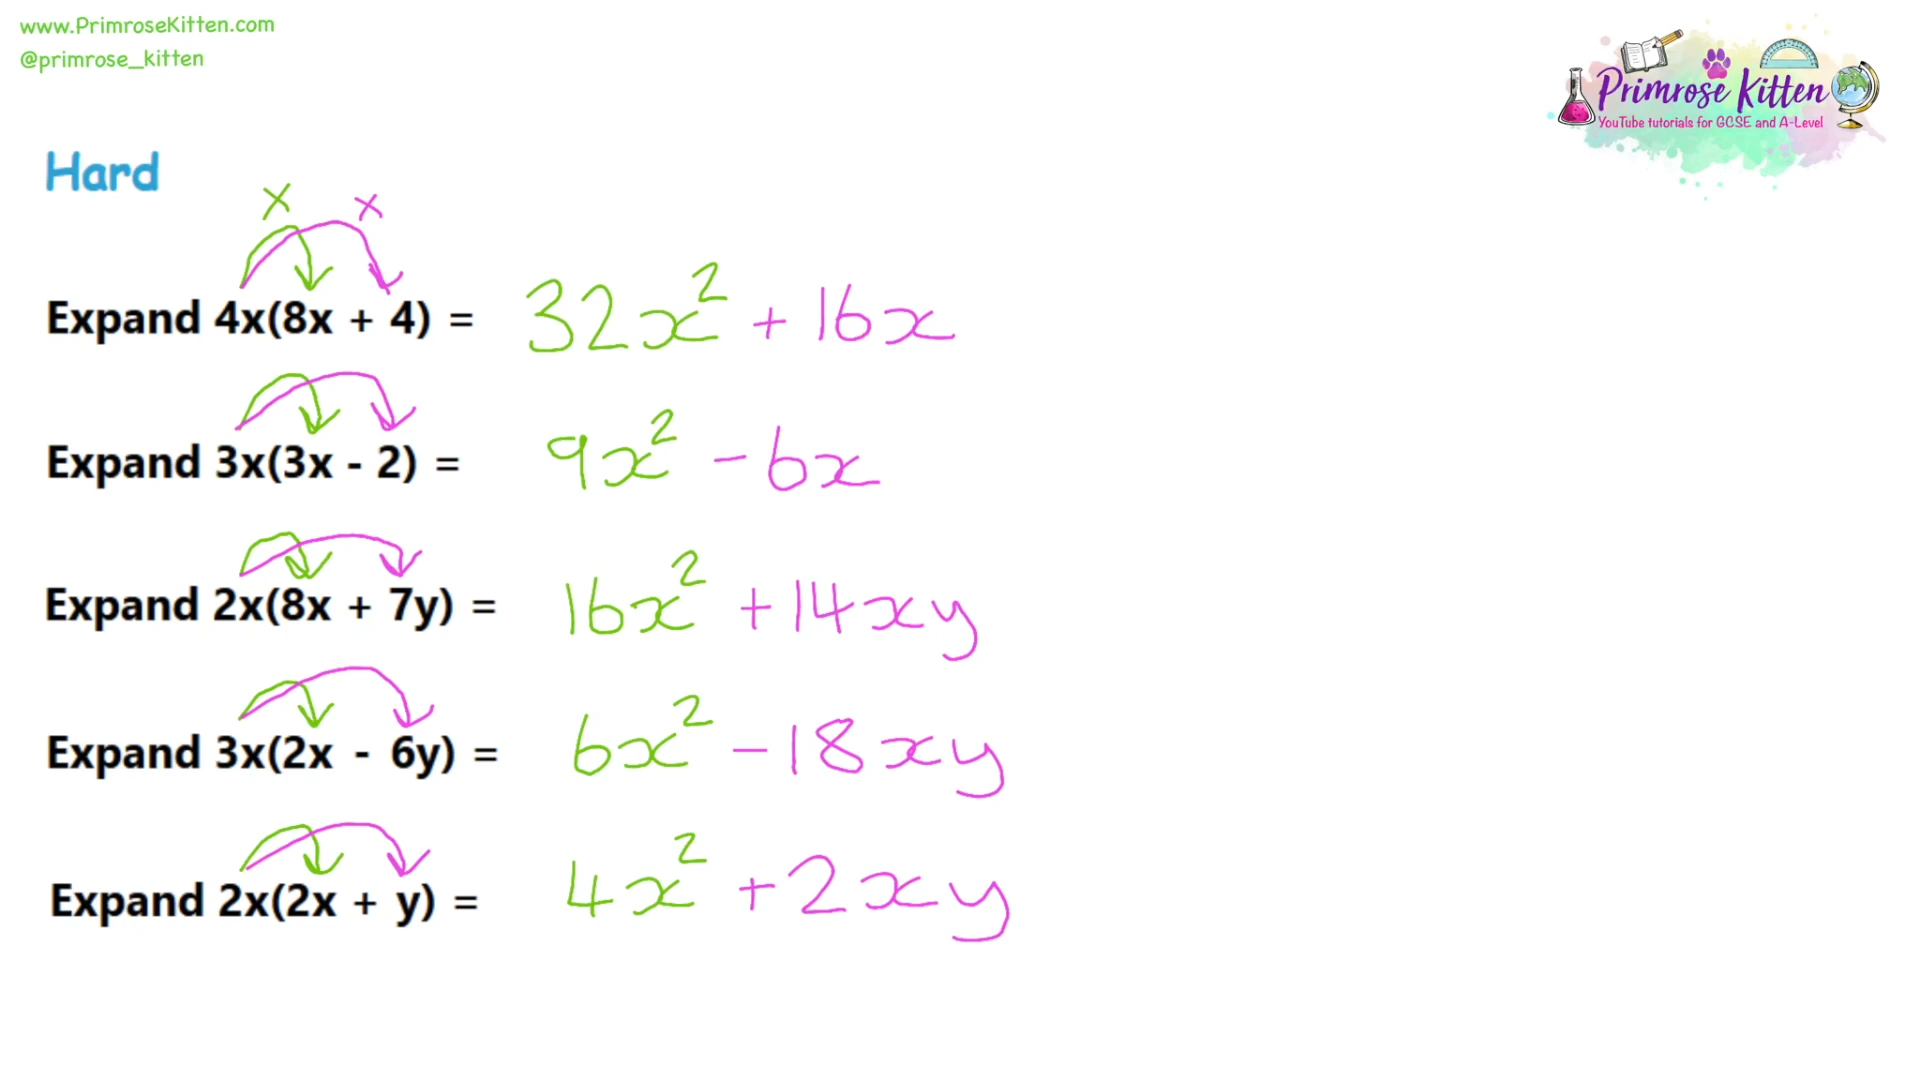 www.PrimroseKitten.com
@primrose_kitten
Primrose Kitten
YouTube tutorials for GCSE and A-Level
Hard
× ×
Expand 4x(8x + 4) = 32x² + 16x
Expand 3x(3x - 2) = 9x² - 6x
Expand 2x(8x + 7y) = 16x² + 14xy
Expand 3x(2x - 6y) = 6x² - 18xy
Expand 2x(2x + y) = 4x² + 2xy